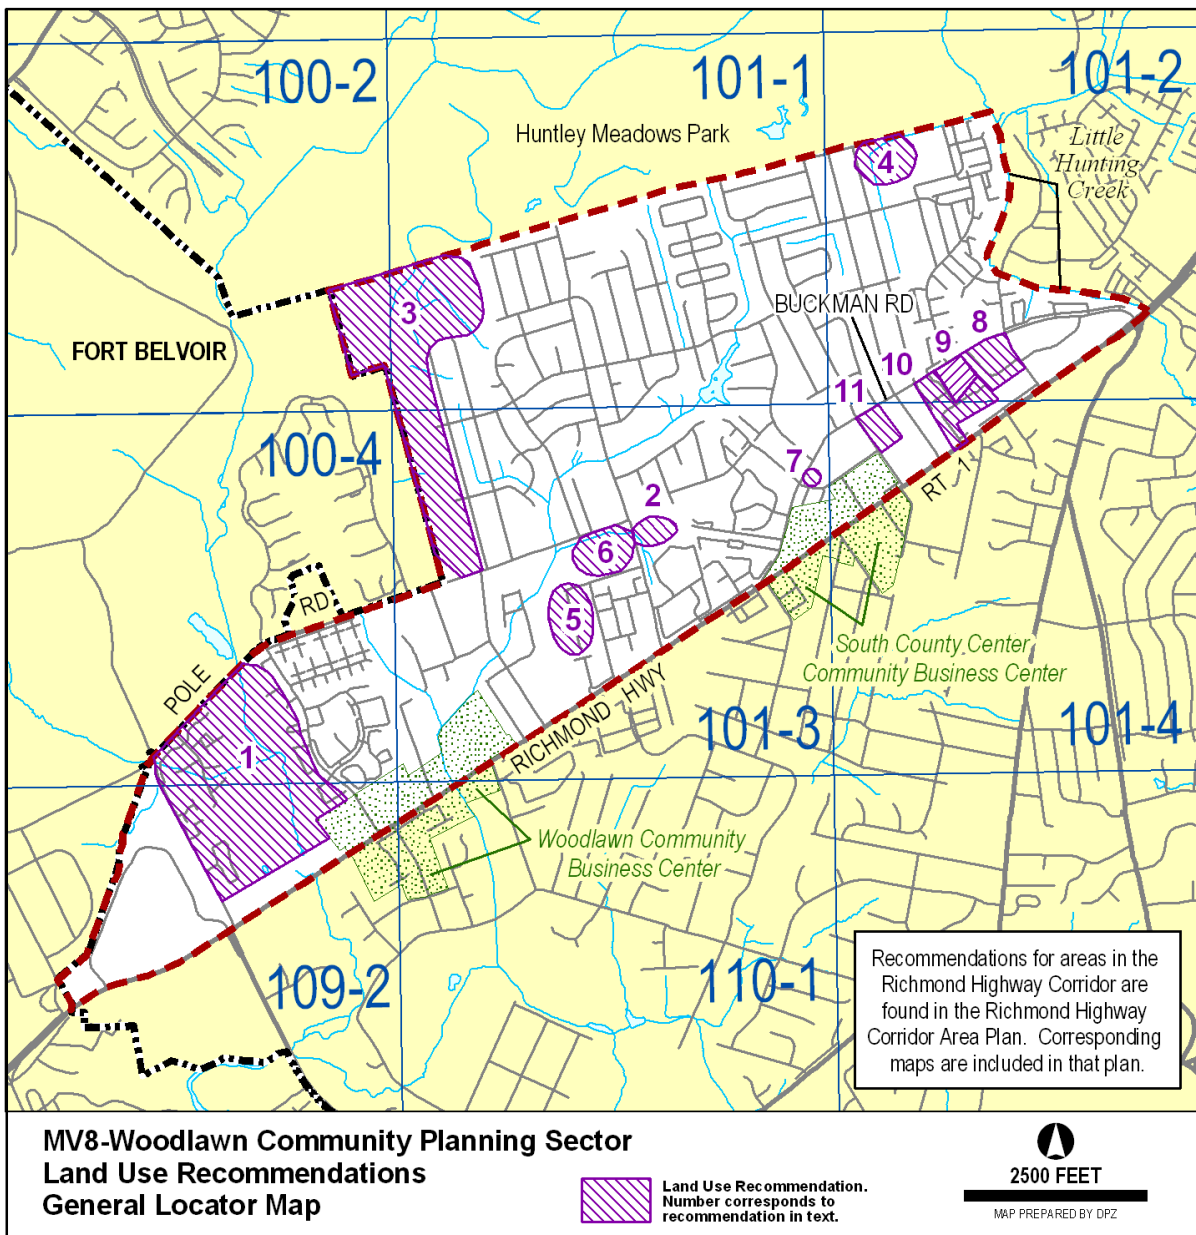 100-2
101-1
101-2
Huntley Meadows Park
Little
Hunting
Creek
4
3
BUCKMAN RD
8
9
10
11
FORT BELVOIR
100-4
7
RT 1
2
6
5
RD
POLE
South County Center
Community Business Center
1
RICHMOND HWY
101-3
101-4
Woodlawn Community
Business Center
109-2
110-1
Recommendations for areas in the
Richmond Highway Corridor are
found in the Richmond Highway
Corridor Area Plan. Corresponding
maps are included in that plan.
MV8-Woodlawn Community Planning Sector
Land Use Recommendations
General Locator Map
Land Use Recommendation.
Number corresponds to
recommendation in text.
2500 FEET
MAP PREPARED BY DPZ